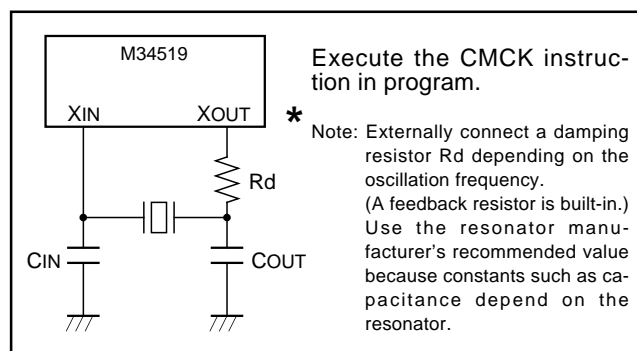 M34519
XIN
XOUT
Rd
CIN
COUT
*
Execute the CMCK instruc-
tion in program.
Note: Externally connect a damping
resistor Rd depending on the
oscillation frequency.
(A feedback resistor is built-in.)
Use the resonator manu-
facturer's recommended value
because constants such as ca-
pacitance depend on the
resonator.